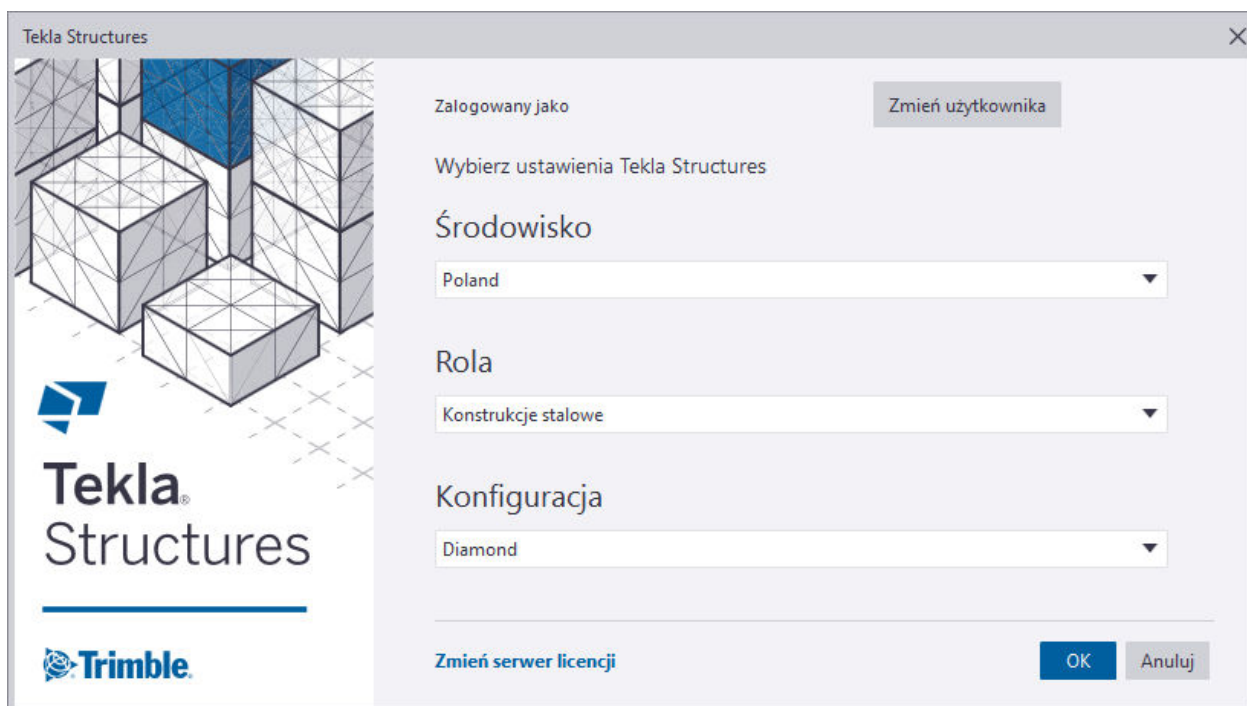 Tekla Structures
Zalogowany jako
Zmień użytkownika
Wybierz ustawienia Tekla Structures
Środowisko
Poland
Rola
Konstrukcje stalowe
Konfiguracja
Diamond
Zmień serwer licencji
OK
Anuluj
Tekla®
Structures
Trimble.